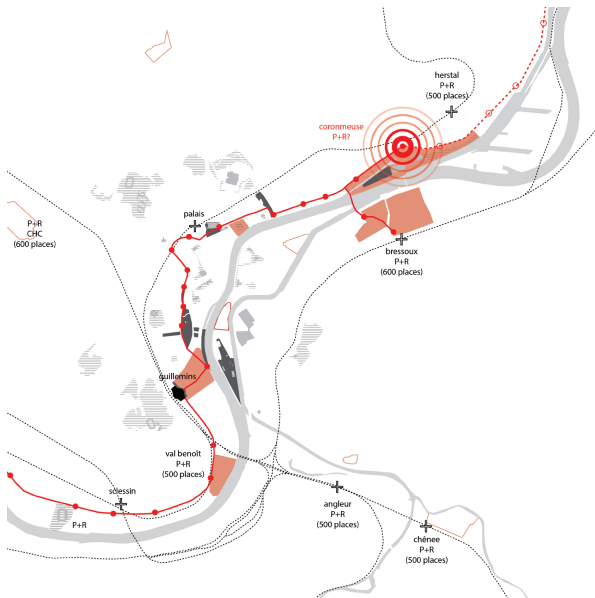 herstal
P+R
(500 places)
coronmeuse
P+R?
palais
P+R
CHC
(600 places)
bressoux
P+R
(600 places)
guillemins
val benoît
P+R
(500 places)
sclessin
P+R
angleur
P+R
(500 places)
chênee
P+R
(500 places)